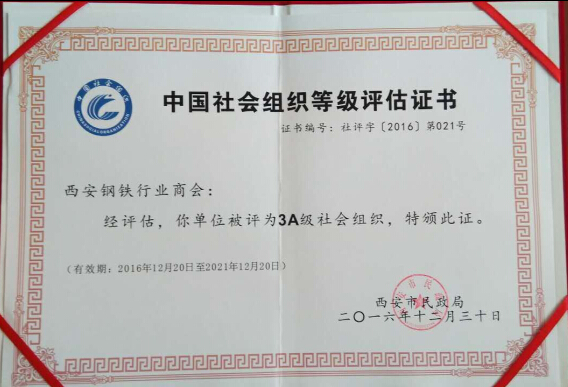 中国社会组织等级评估证书
证书编号：社评字〔2016〕第021号
西安钢铁行业商会：
经评估，你单位被评为3A级社会组织，特颁此证。
（有效期：2016年12月20日至2021年12月20日）
西安市民政局
二〇一六年十二月三十日